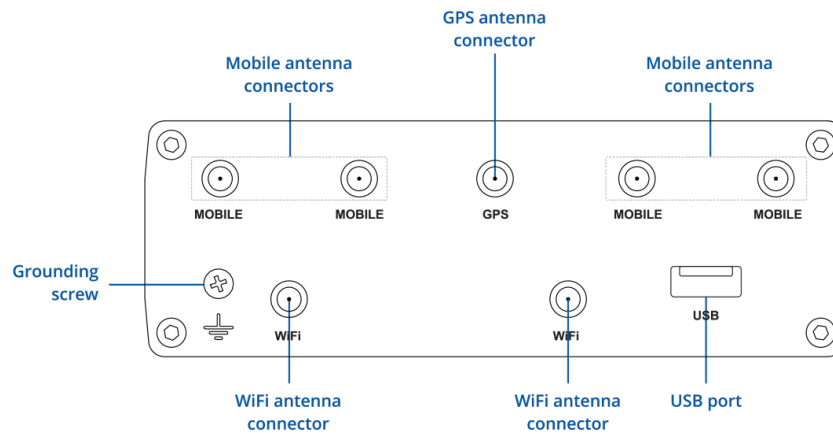 GPS antenna
connector
Mobile antenna
connectors
Mobile antenna
connectors
MOBILE
MOBILE
GPS
MOBILE
MOBILE
Grounding
screw
WiFi
WiFi
USB
WiFi antenna
connector
WiFi antenna
connector
USB port